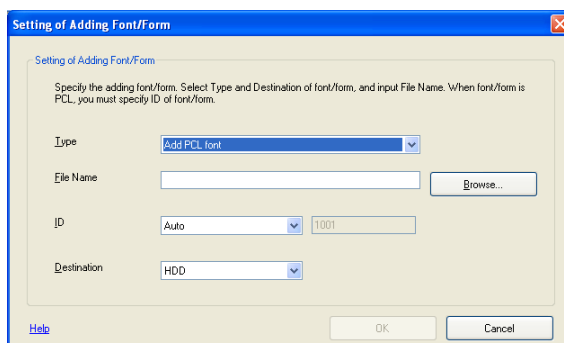 Setting of Adding Font/Form
Setting of Adding Font/Form
Specify the adding font/form. Select Type and Destination of font/form, and input File Name. When font/form is
PCL, you must specify ID of font/form.
Type
Add PCL font
File Name
Browse...
ID
Auto
1001
Destination
HDD
Help
OK
Cancel